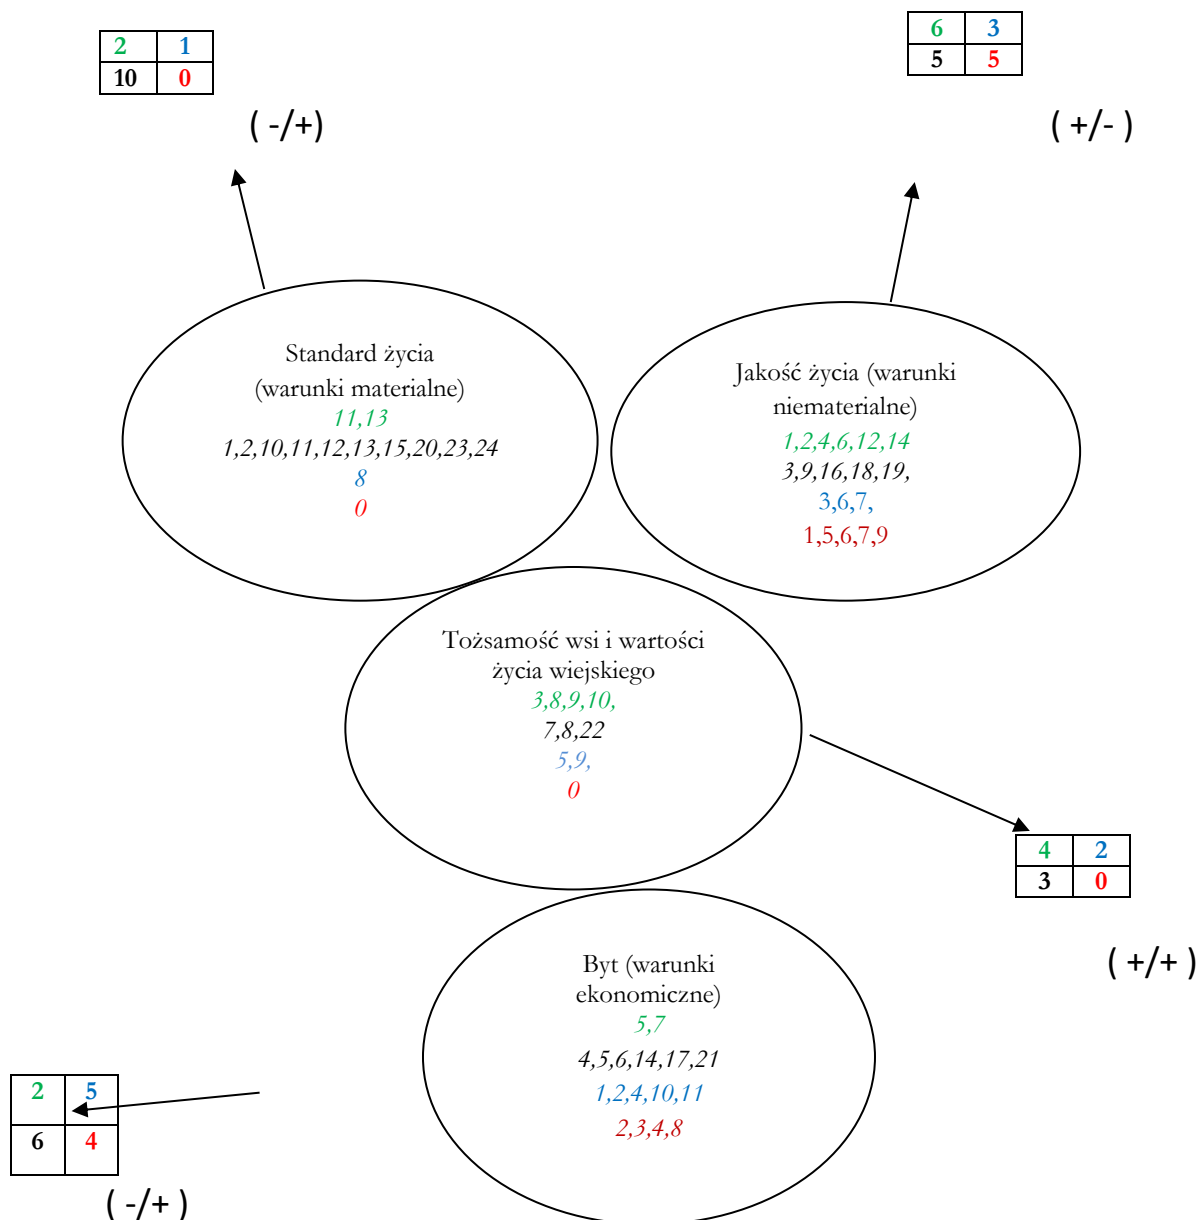 2 1
10 0
( -/+)
6 3
5 5
( +/- )
Standard życia
(warunki materialne)
11,13
1,2,10,11,12,13,15,20,23,24
8
0
Jakość życia (warunki
niematerialne)
1,2,4,6,12,14
3,9,16,18,19,
3,6,7,
1,5,6,7,9
Tożsamość wsi i wartości
życia wiejskiego
3,8,9,10,
7,8,22
5,9,
0
4 2
3 0
( +/+ )
Byt (warunki
ekonomiczne)
5,7
4,5,6,14,17,21
1,2,4,10,11
2,3,4,8
2 5
6 4
( -/+ )